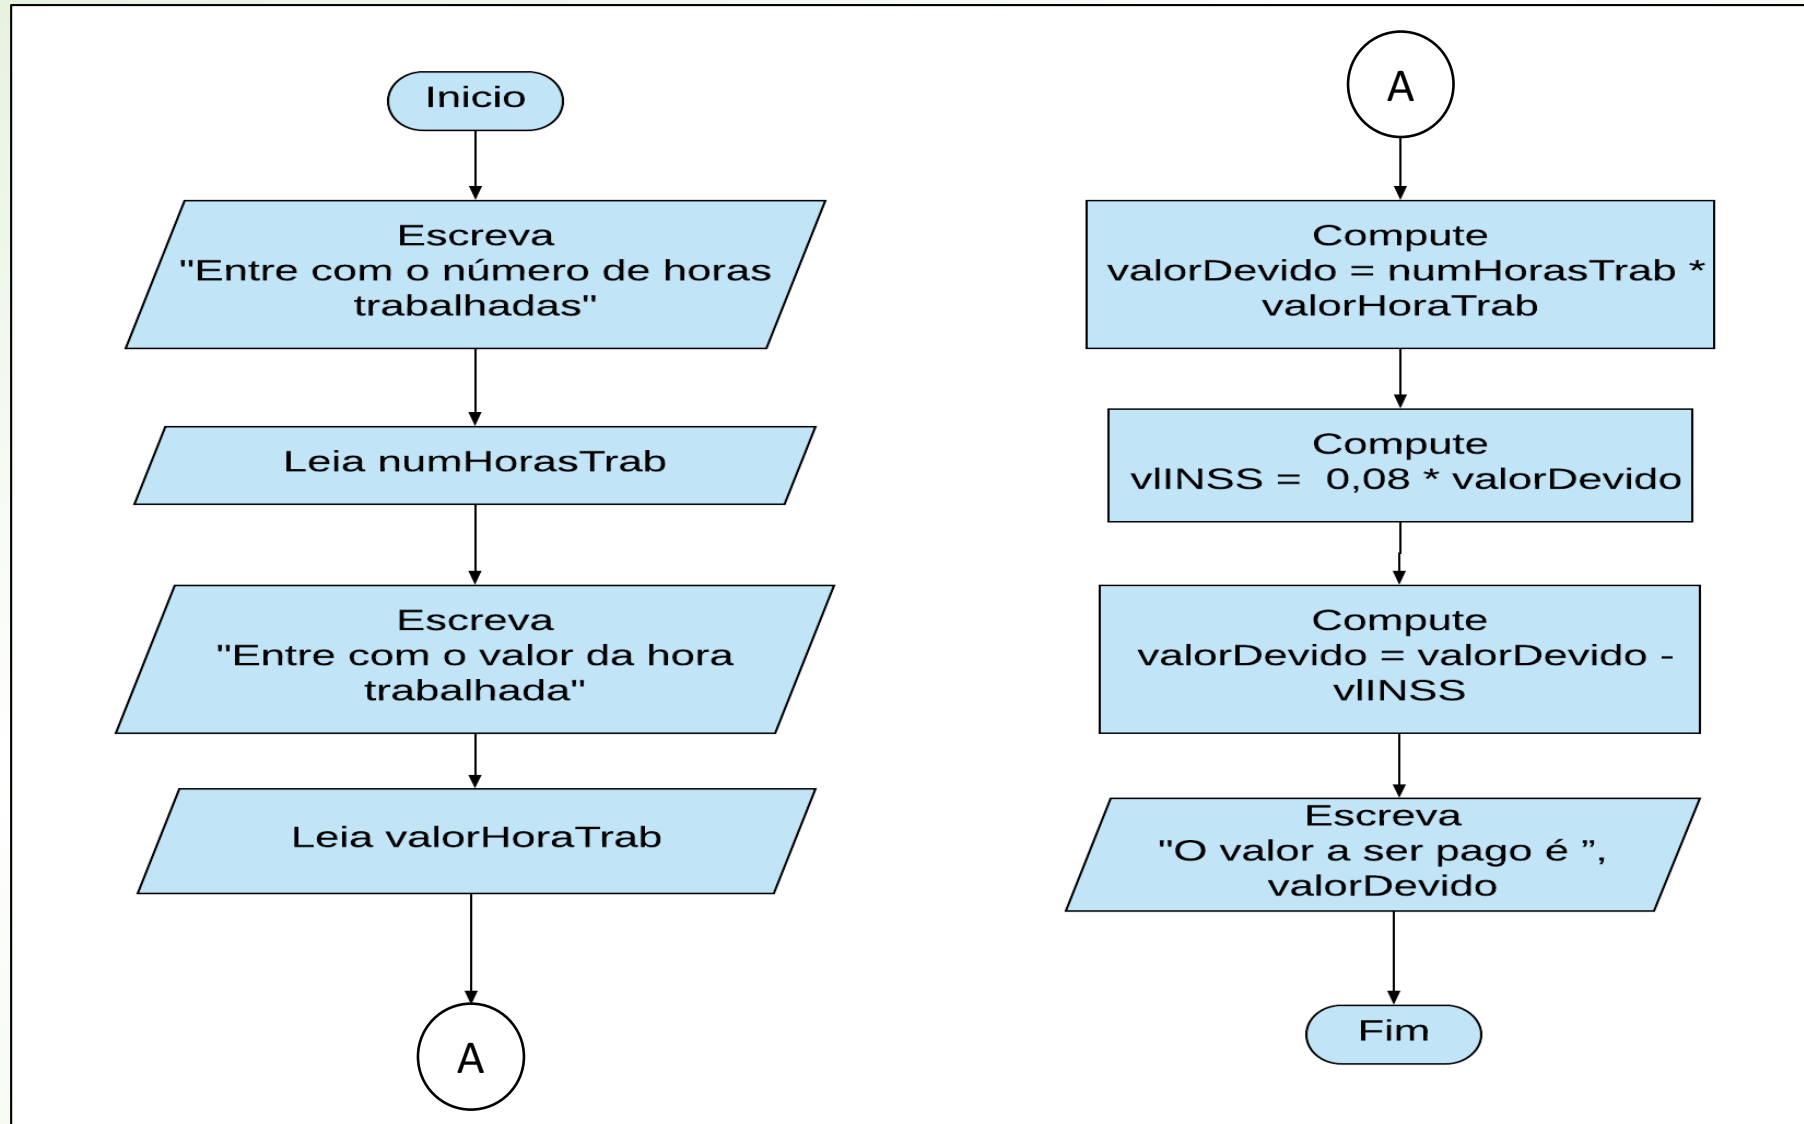 Inicio
Escreva
"Entre com o número de horas
trabalhadas"
Leia numHorasTrab
Escreva
"Entre com o valor da hora
trabalhada"
Leia valorHoraTrab
A
A
Compute
valorDevido = numHorasTrab *
valorHoraTrab
Compute
vlINSS =  0,08 * valorDevido
Compute
valorDevido = valorDevido -
vlINSS
Escreva
"O valor a ser pago é ”,
valorDevido
Fim